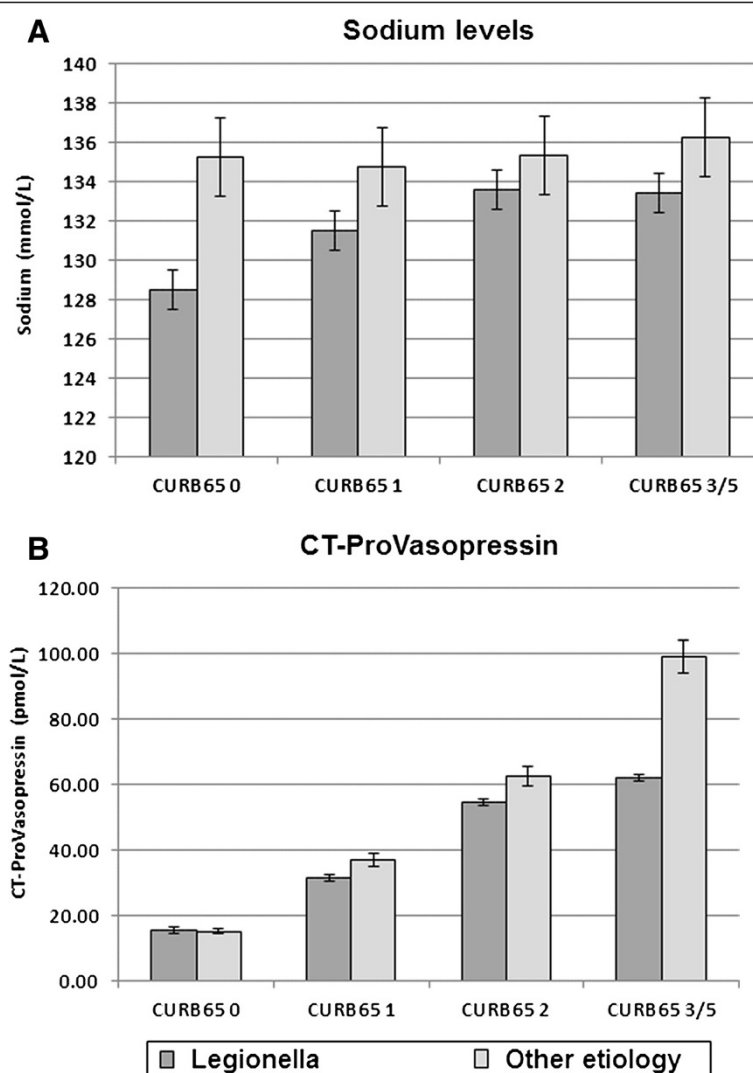 A
Sodium levels
Sodium (mmol/L)
140
138
136
134
132
130
128
126
124
122
120
CURB65 0 CURB65 1 CURB65 2 CURB65 3/5
B
CT-ProVasopressin
CT-ProVasopressin (pmol/L)
120.00
100.00
80.00
60.00
40.00
20.00
0.00
CURB65 0 CURB65 1 CURB65 2 CURB65 3/5
Legionella Other etiology